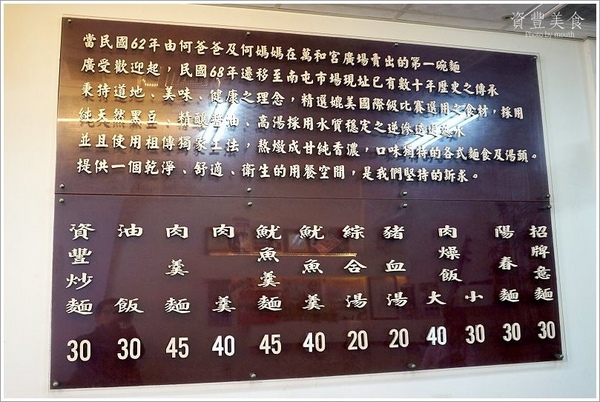 資豐美食
Photo by mouth
當民國62年由何爸爸及何媽媽在萬和宮廣場賣出的第一碗麵
廣受歡迎起，民國68年遷移至南屯市場現址已有數十年歷史之傳承
秉持道地、美味、健康之理念，精選媲美國際級比賽選用之食材，採用
純天然黑豆、精釀醬油、高湯採用水質穩定之逆滲透過濾水
並且使用祖傳獨家工法，熬燉成甘純香濃，口味獨特的各式麵食及湯頭。
提供一個乾淨、舒適、衛生的用餐空間，是我們堅持的訴求。
招牌意麵 30
陽春麵 30
肉燥飯 大 40 小 30
豬血湯 20
綜合湯 20
魷魚羹 40
魷魚羹麵 45
肉羹 40
肉羹麵 45
油飯 30
資豐炒麵 30